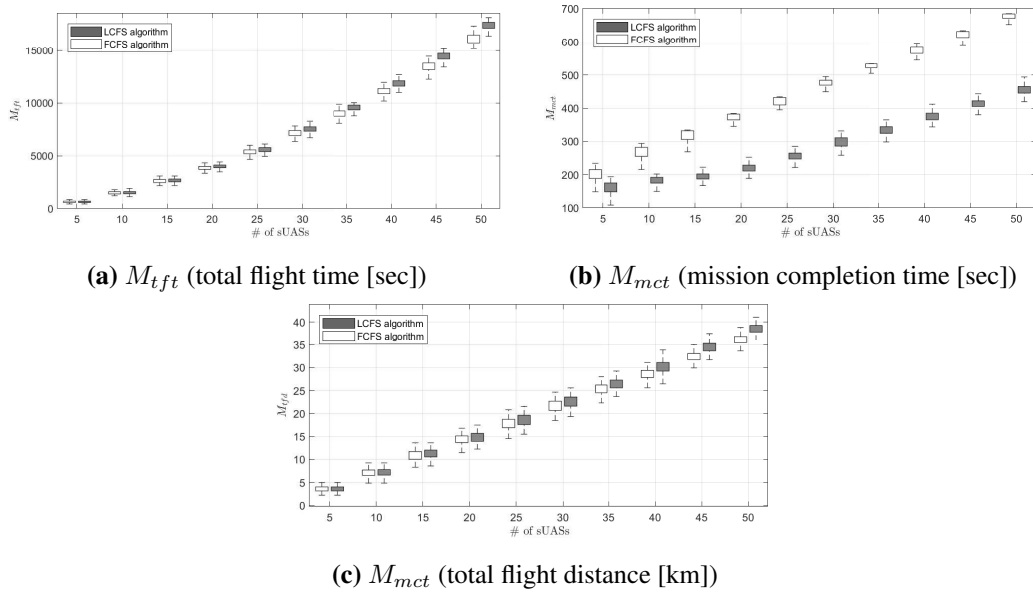 LCFS algorithm
FCFS algorithm
15000
10000
5000
0
M_tft
5 10 15 20 25 30 35 40 45 50
# of sUASs
(a) M_tft (total flight time [sec])
LCFS algorithm
FCFS algorithm
700
600
500
400
300
200
100
M_mct
5 10 15 20 25 30 35 40 45 50
# of sUASs
(b) M_mct (mission completion time [sec])
LCFS algorithm
FCFS algorithm
40
35
30
25
20
15
10
5
0
M_tfd
5 10 15 20 25 30 35 40 45 50
# of sUASs
(c) M_mct (total flight distance [km])